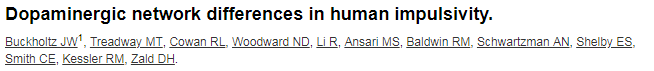 Dopaminergic network differences in human impulsivity.
Buckholtz JW1, Treadway MT, Cowan RL, Woodward ND, Li R, Ansari MS, Baldwin RM, Schwartzman AN, Shelby ES,
Smith CE, Kessler RM, Zald DH.